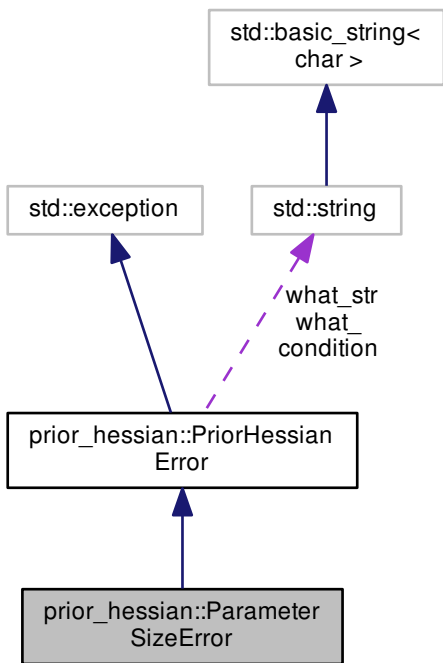 std::basic_string<
char >
std::exception
std::string
what_str
what_
condition
prior_hessian::PriorHessian
Error
prior_hessian::Parameter
SizeError